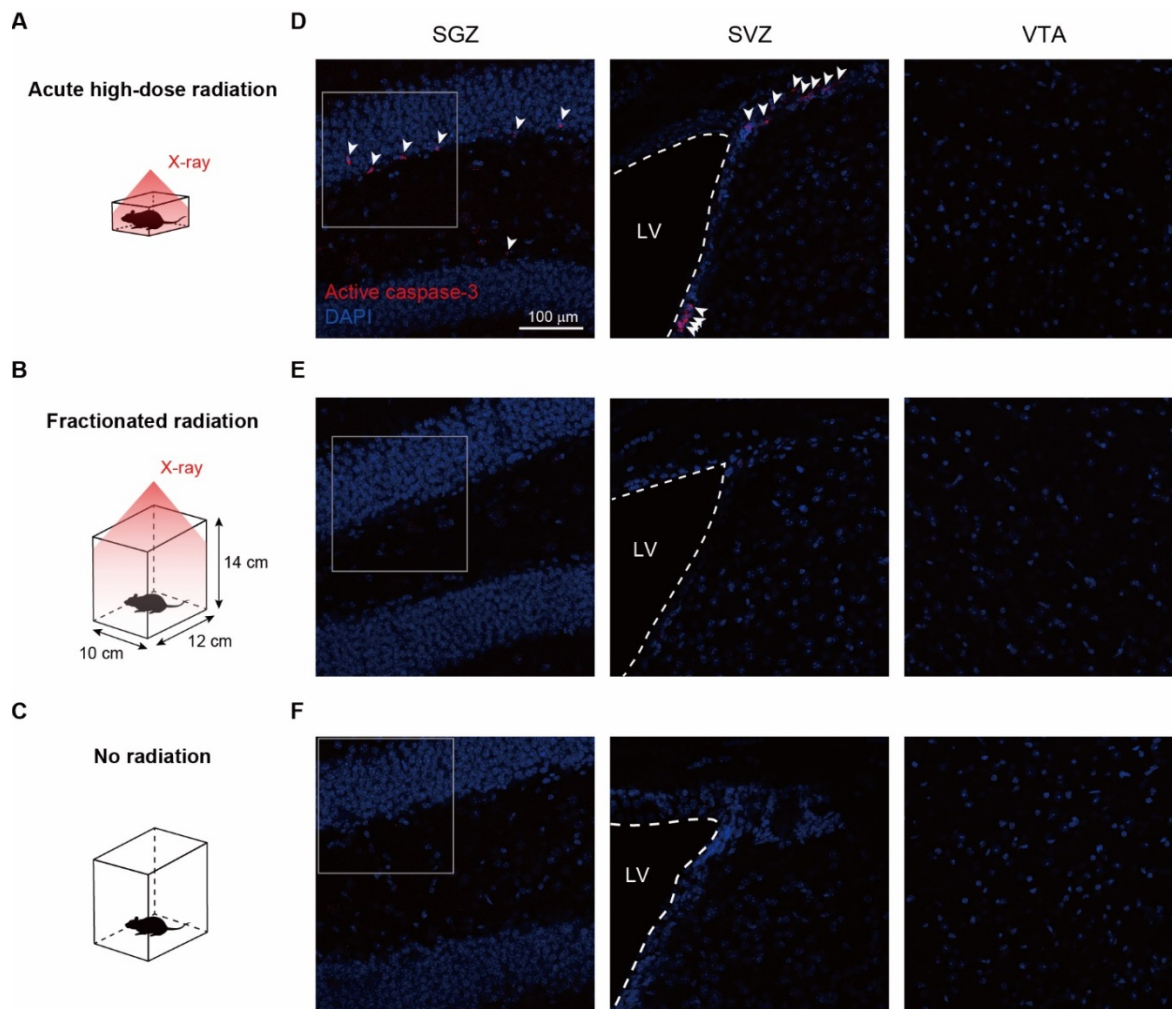 A
Acute high-dose radiation
X-ray
D
SGZ
SVZ
VTA
Active caspase-3
DAPI
100 μm
LV
B
Fractionated radiation
X-ray
14 cm
12 cm
10 cm
E
LV
C
No radiation
F
LV